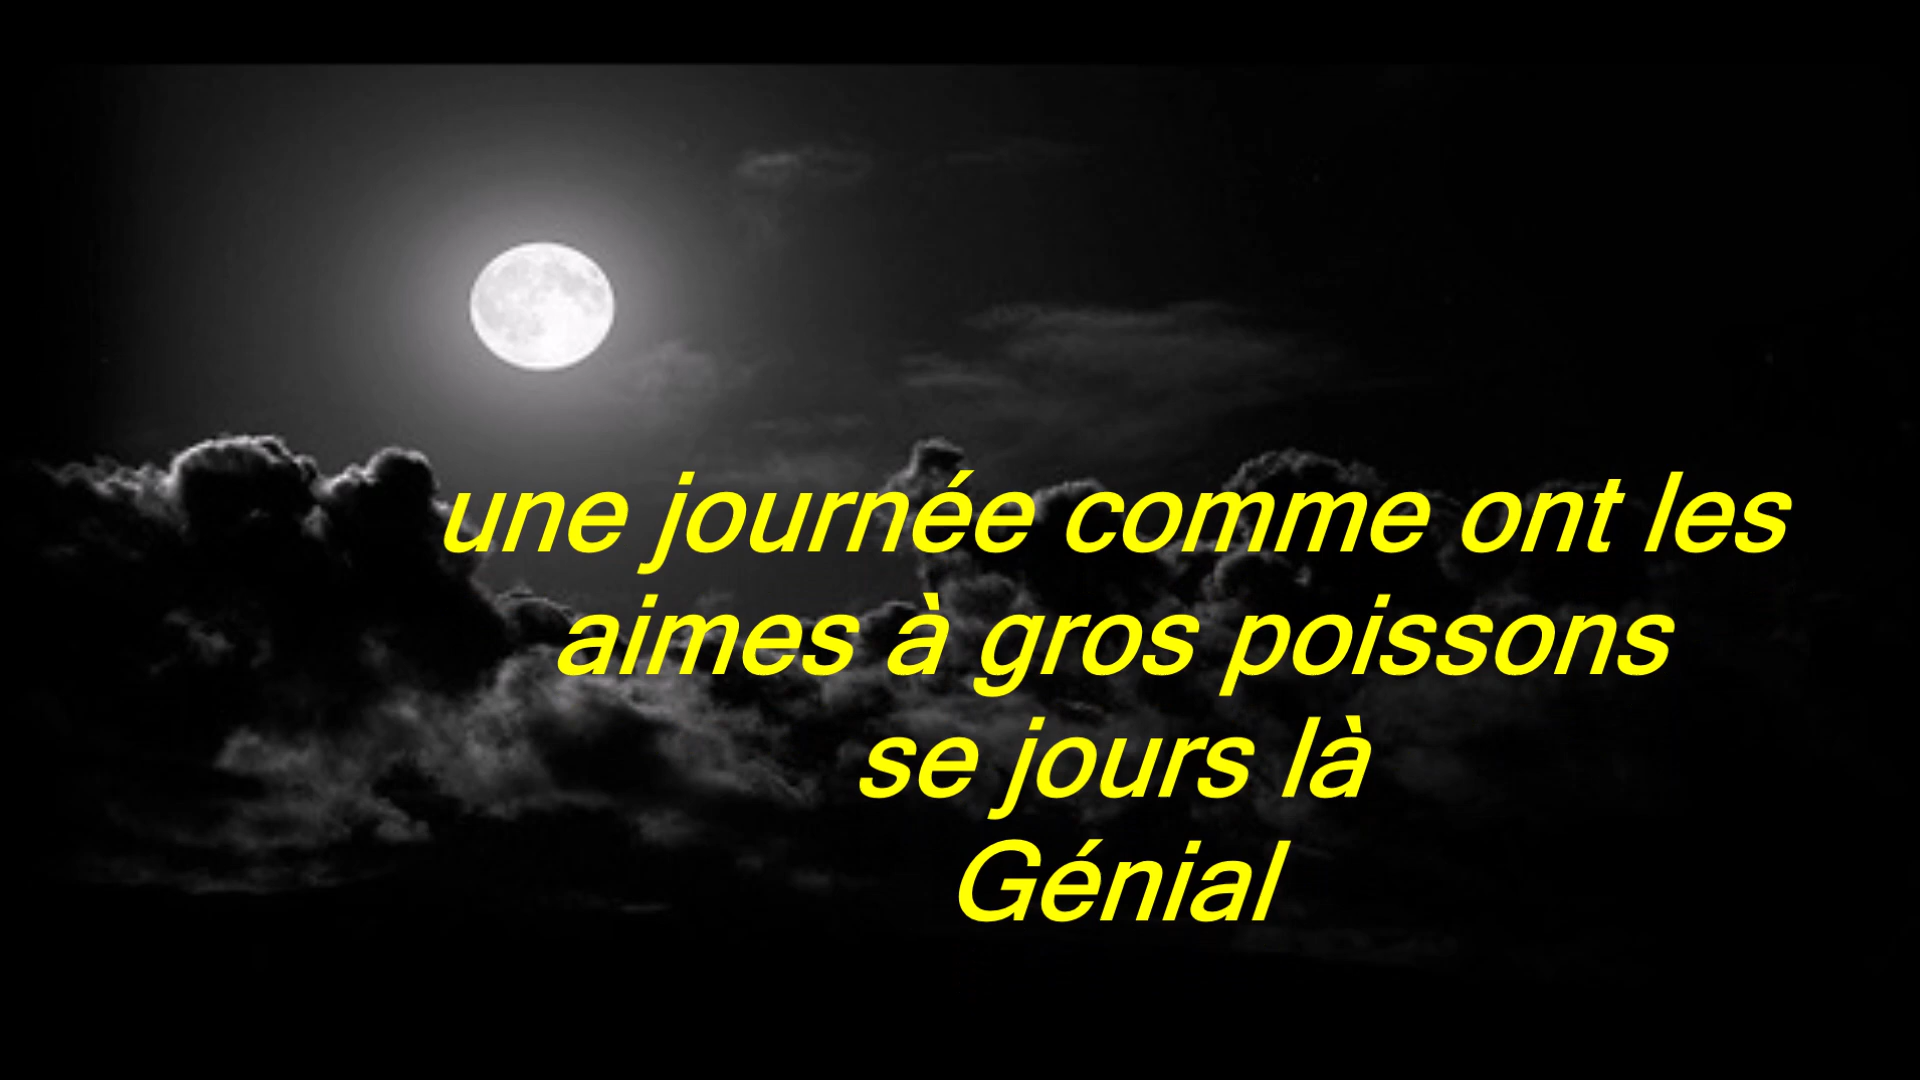 une journée comme ont les
aimes à gros poissons
se jours là
Génial